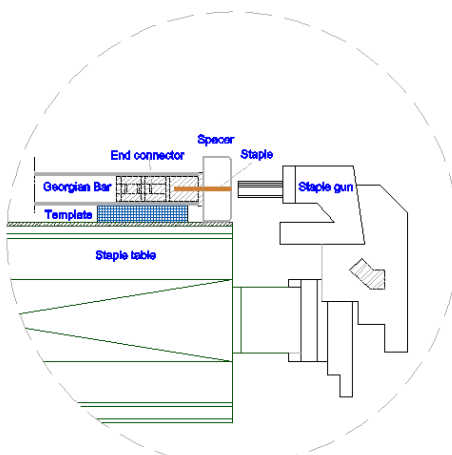 Spacer
End connector
Staple
Georgian Bar
Staple gun
Template
Staple table